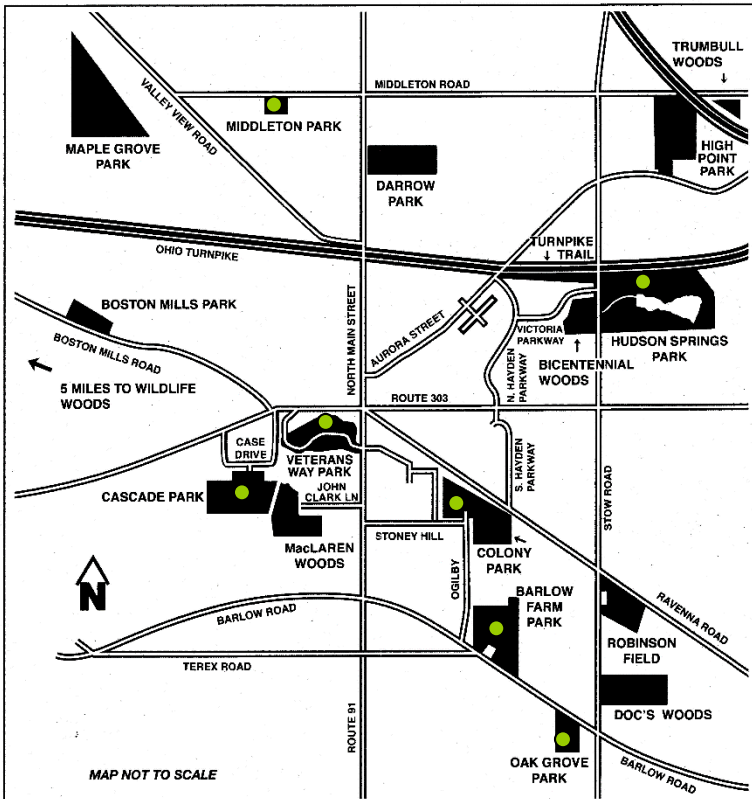 TRUMBULL
WOODS
↓
MIDDLETON ROAD
VALLEY VIEW ROAD
MIDDLETON PARK
MAPLE GROVE
PARK
HIGH
POINT
PARK
DARROW
PARK
TURNPIKE
↓ TRAIL
OHIO TURNPIKE
BOSTON MILLS PARK
NORTH MAIN STREET
AURORA STREET
VICTORIA
PARKWAY
HUDSON SPRINGS
PARK
BOSTON MILLS ROAD
N. HAYDEN
PARKWAY
↑
BICENTENNIAL
WOODS
← 5 MILES TO WILDLIFE
WOODS
ROUTE 303
CASE
DRIVE
VETERANS
WAY PARK
S. HAYDEN
PARKWAY
STOW ROAD
CASCADE PARK
JOHN
CLARK LN
STONEY HILL
MacLAREN
WOODS
COLONY
PARK
OGILBY
N
BARLOW
FARM
PARK
BARLOW ROAD
RAVENNA ROAD
ROBINSON
FIELD
TEREX ROAD
DOC'S WOODS
ROUTE 91
OAK GROVE
PARK
BARLOW ROAD
MAP NOT TO SCALE